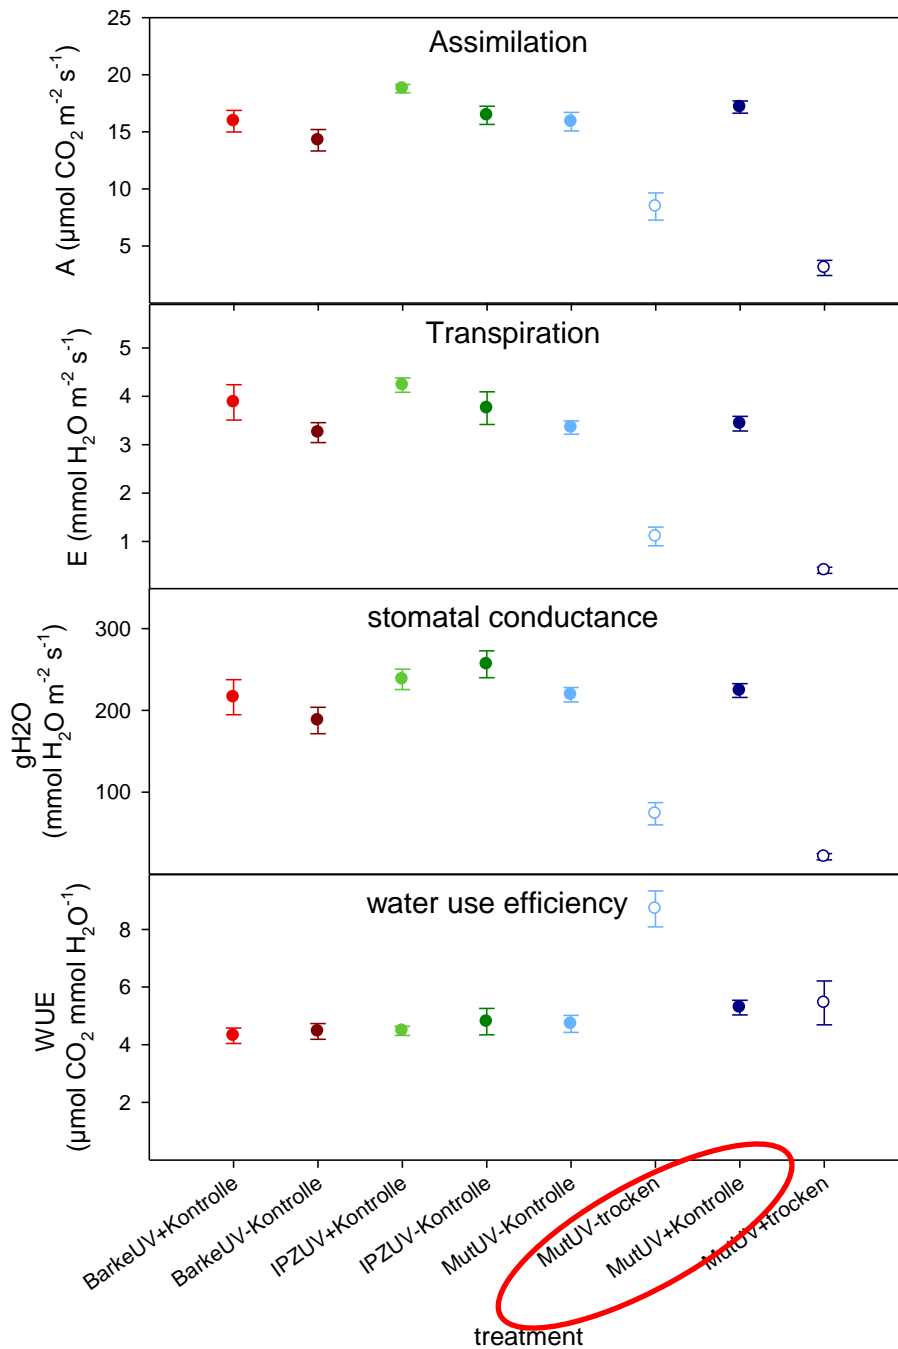 25
Assimilation
20
15
10
5
A (µmol CO₂ m⁻² s⁻¹)
Transpiration
5
4
3
2
1
E (mmol H₂O m⁻² s⁻¹)
stomatal conductance
300
200
100
gH2O
(mmol H₂O m⁻² s⁻¹)
water use efficiency
8
6
4
2
WUE
(µmol CO₂ mmol H₂O⁻¹)
BarkeUV+Kontrolle
BarkeUV-Kontrolle
IPZUV+Kontrolle
IPZUV-Kontrolle
MutUV-Kontrolle
MutUV-trocken
MutUV+Kontrolle
MutUV+trocken
treatment